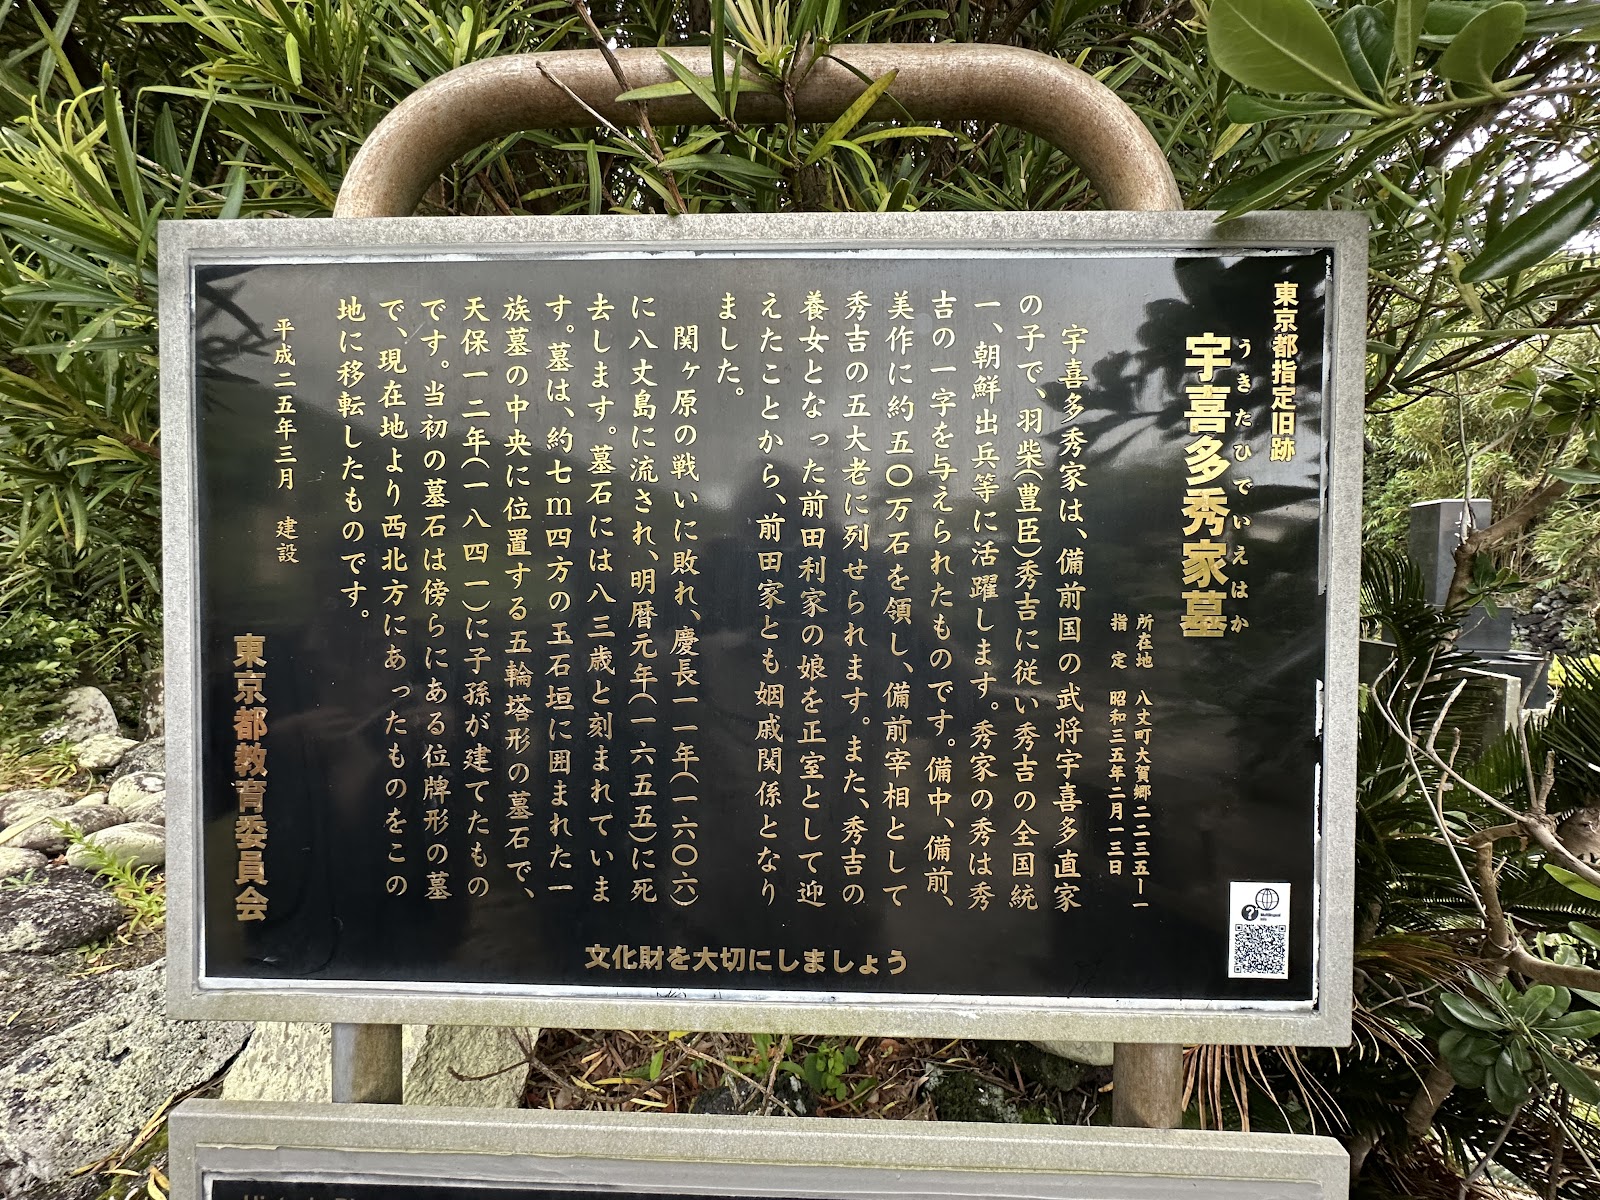 東京都指定旧跡
うきたひでいえはか
宇喜多秀家墓
所在地 八丈町大賀郷二二三五ー一
指定 昭和三五年二月一三日
宇喜多秀家は、備前国の武将宇喜多直家
の子で、羽柴(豊臣)秀吉に従い秀吉の全国統
一、朝鮮出兵等に活躍します。秀家の秀は秀
吉の一字を与えられたものです。備中、備前、
美作に約五〇万石を領し、備前宰相として
秀吉の五大老に列せられます。また、秀吉の
養女となった前田利家の娘を正室として迎
えたことから、前田家とも姻戚関係となり
ました。
関ヶ原の戦いに敗れ、慶長一一年(一六〇六)
に八丈島に流され、明暦元年(一六五五)に死
去します。墓石には八三歳と刻まれていま
す。墓は、約七m四方の玉石垣に囲まれた一
族墓の中央に位置する五輪塔形の墓石で、
天保一二年(一八四一)に子孫が建てたもの
です。当初の墓石は傍らにある位牌形の墓
で、現在地より西北方にあったものをこの
地に移転したものです。
平成二五年三月 建設
東京都教育委員会
文化財を大切にしましょう